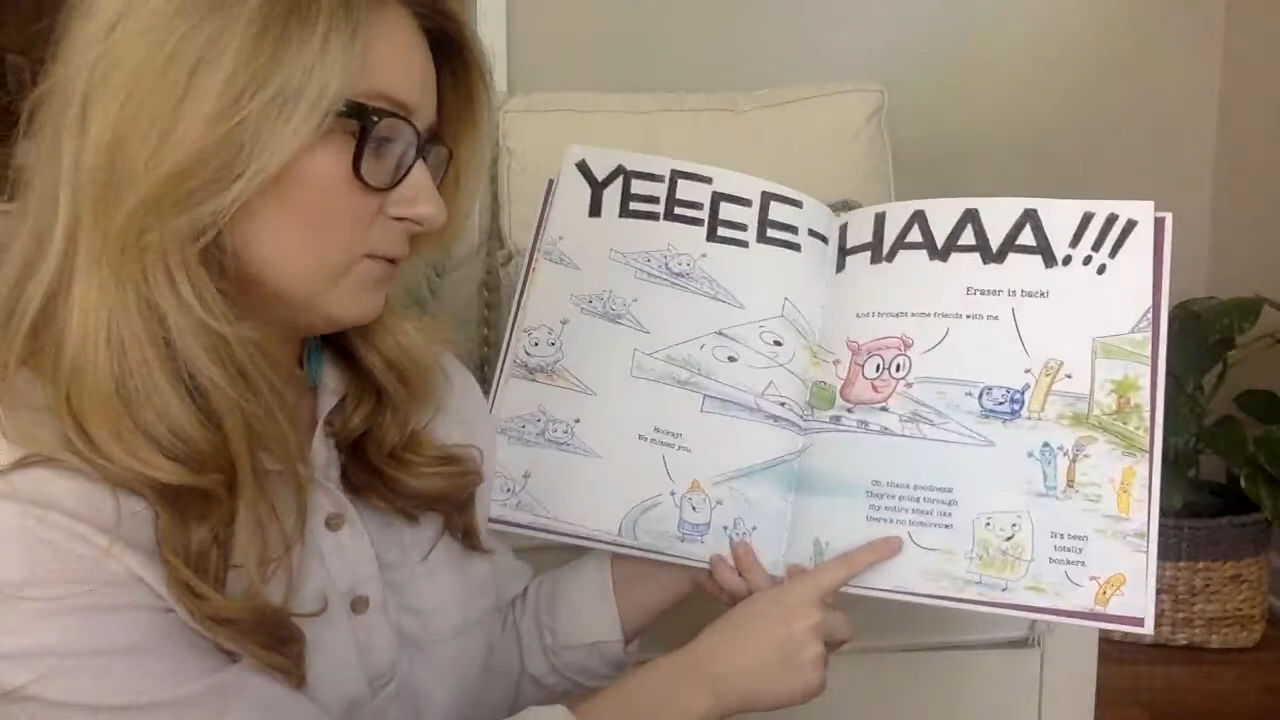 YEEEE-HAAA!!!
Eraser is back!
And I brought some friends with me.
Hooray!
We missed you.
Oh, thank goodness!
They're going through
my entire sheaf like
there's no tomorrow!
It's been
totally
bonkers.